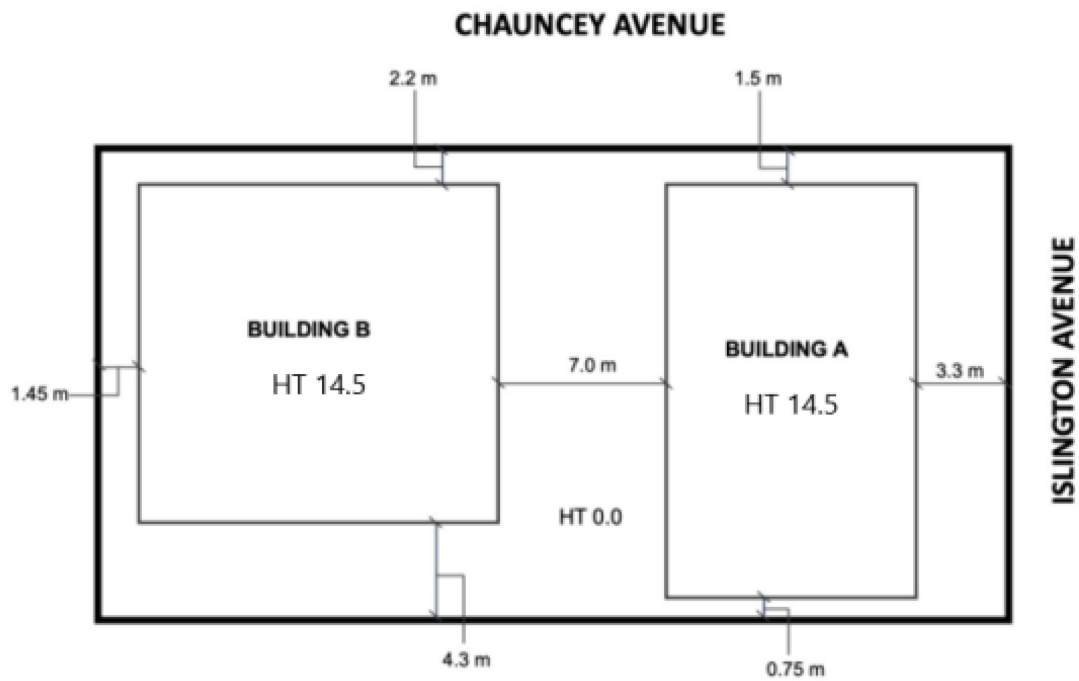 CHAUNCEY AVENUE
2.2 m
1.5 m
BUILDING B
HT 14.5
7.0 m
BUILDING A
HT 14.5
3.3 m
1.45 m
ISLINGTON AVENUE
HT 0.0
4.3 m
0.75 m